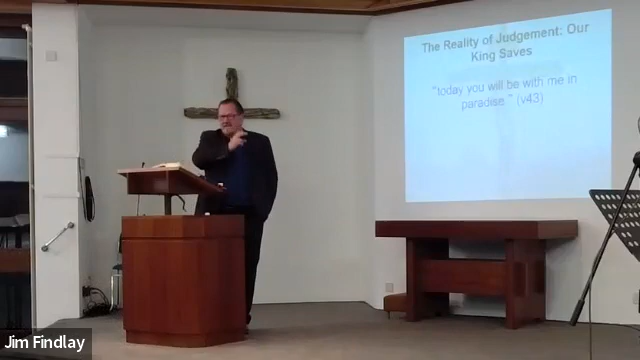 The Reality of Judgement: Our
King Saves
"today you will be with me in
paradise." (v43)
Jim Findlay